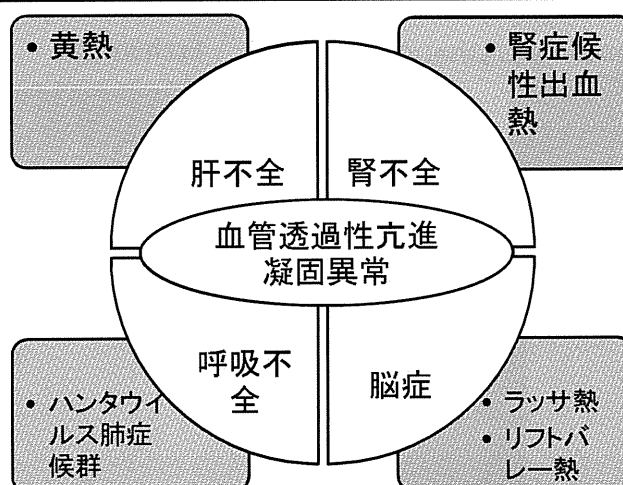 • 黄熱
• 腎症候
性出血
熱
肝不全
腎不全
血管透過性亢進
凝固異常
呼吸不
全
脳症
• ハンタウイ
ルス肺症
候群
• ラッサ熱
• リフトバ
レー熱